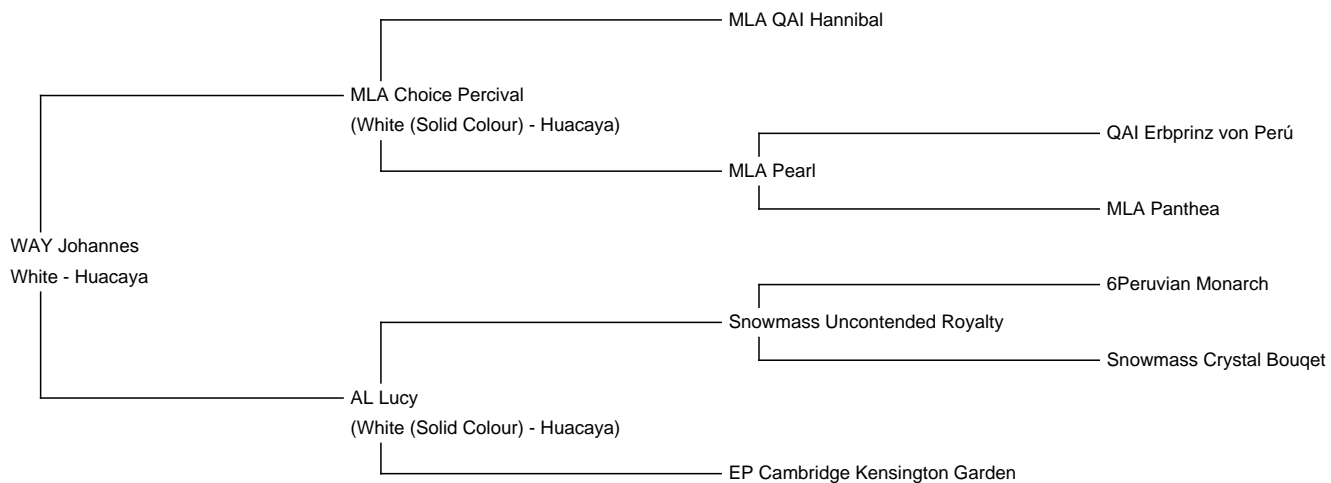 MLA QAI Hannibal
MLA Choice Percival
(White (Solid Colour) - Huacaya)
QAI Erbprinz von Perú
MLA Pearl
MLA Panthea
WAY Johannes
White - Huacaya
6Peruvian Monarch
Snowmass Uncontended Royalty
Snowmass Crystal Bouqet
AL Lucy
(White (Solid Colour) - Huacaya)
EP Cambridge Kensington Garden